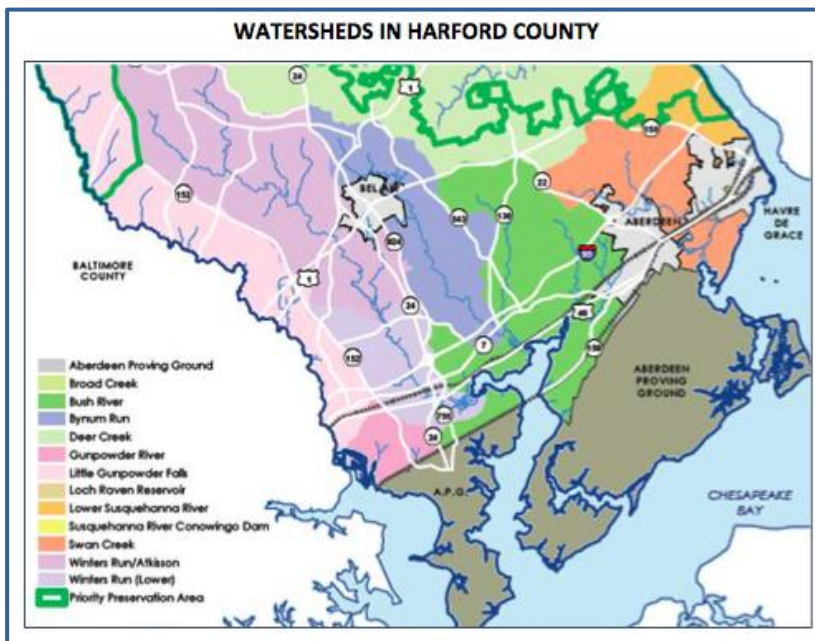 WATERSHEDS IN HARFORD COUNTY
24
1
155
152
BEL AIR
22
543
136
924
ABERDEEN
HAVRE
DE
GRACE
BALTIMORE
COUNTY
1
24
40
7
159
152
ABERDEEN
PROVING
GROUND
755
24
A.P.G.
CHESAPEAKE
BAY
Aberdeen Proving Ground
Broad Creek
Bush River
Bynum Run
Deer Creek
Gunpowder River
Little Gunpowder Falls
Loch Raven Reservoir
Lower Susquehanna River
Susquehanna River Conowingo Dam
Swan Creek
Winters Run/Atkisson
Winters Run (Lower)
Priority Preservation Area